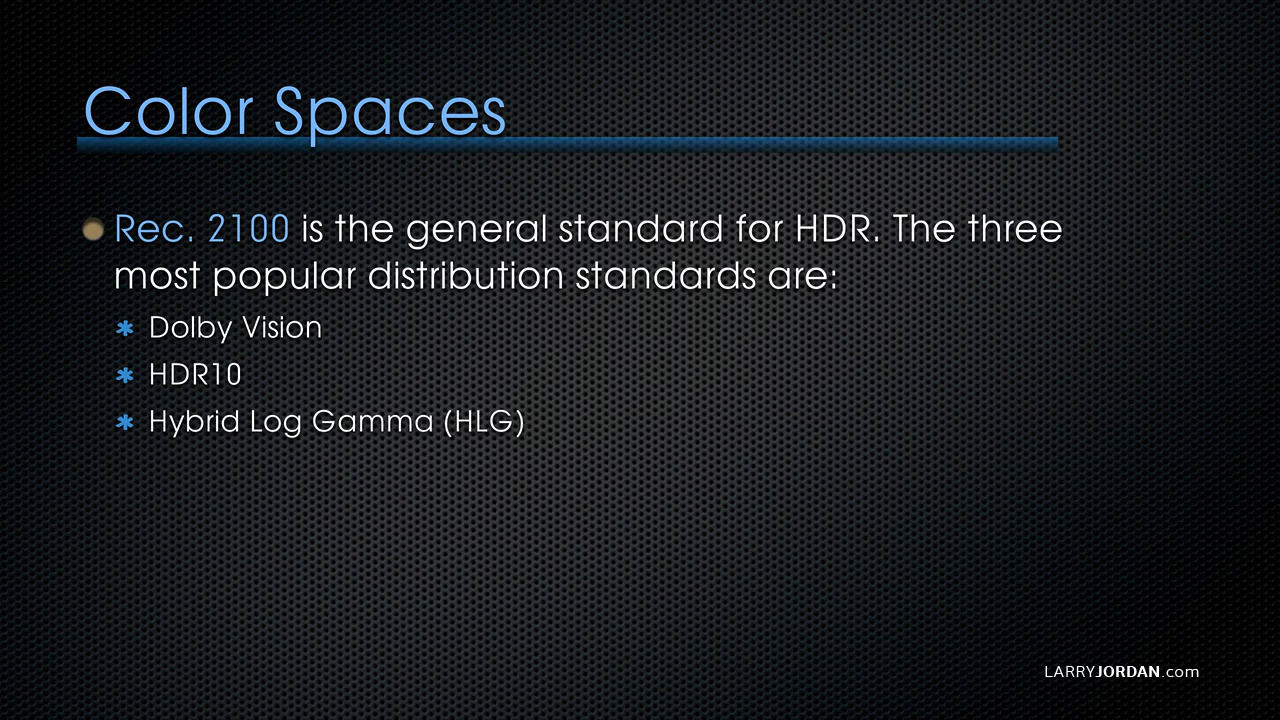 Color Spaces
Rec. 2100 is the general standard for HDR. The three
most popular distribution standards are:
Dolby Vision
HDR10
Hybrid Log Gamma (HLG)
LARRYJORDAN.com